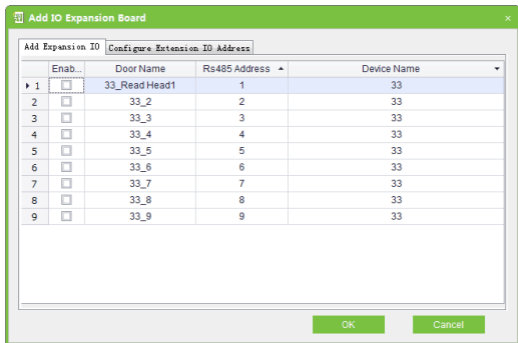 Add IO Expansion Board ×
Add Expansion IO Configure Extension IO Address
Enab... Door Name Rs485 Address Device Name
1 33_Read Head1 1 33
2 33_2 2 33
3 33_3 3 33
4 33_4 4 33
5 33_5 5 33
6 33_6 6 33
7 33_7 7 33
8 33_8 8 33
9 33_9 9 33
OK Cancel